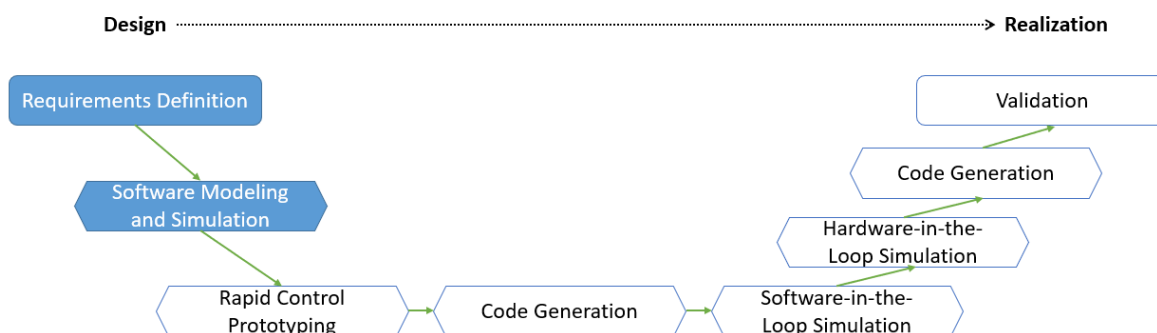 Design
Realization
Requirements Definition
Validation
Code Generation
Software Modeling
and Simulation
Hardware-in-the-
Loop Simulation
Rapid Control
Prototyping
Code Generation
Software-in-the-
Loop Simulation